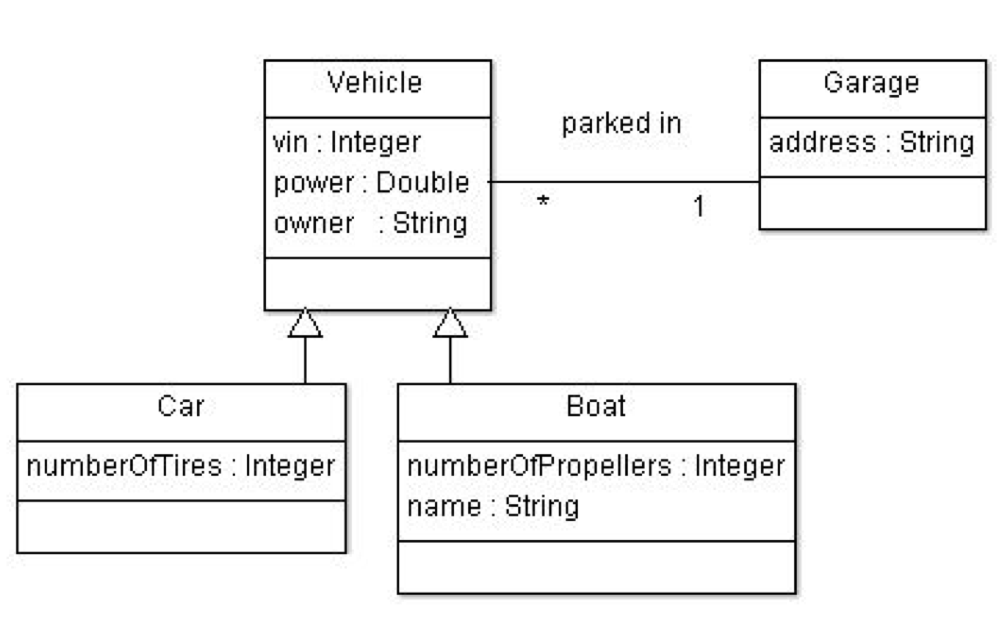 Vehicle
vin : Integer
power : Double
owner : String
parked in
*
1
Garage
address : String
Car
numberOfTires : Integer
Boat
numberOfPropellers : Integer
name : String